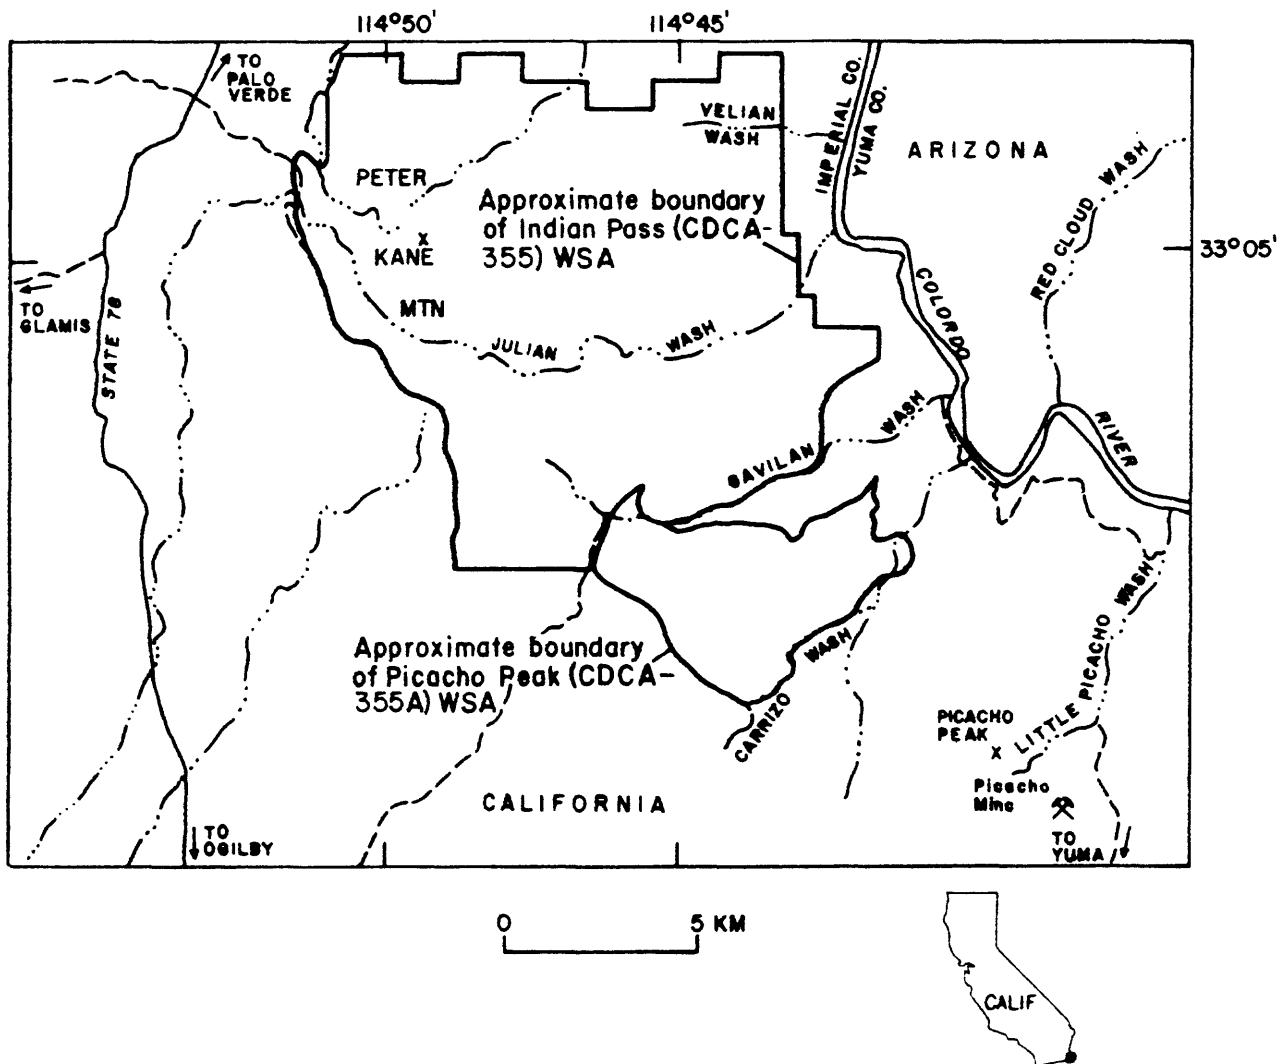 114°50'
114°45'
TO
PALO
VERDE
IMPERIAL CO.
YUMA CO.
VELIAN
WASH
ARIZONA
RED CLOUD WASH
PETER
Approximate boundary
of Indian Pass (CDCA-
355) WSA
KANE
x
MTN
33°05'
TO
GLAMIS
STATE 78
JULIAN WASH
COLORDO
RIVER
GAVILAN WASH
Approximate boundary
of Picacho Peak (CDCA-
355A) WSA
CARRIZO WASH
LITTLE PICACHO WASH
PICACHO
PEAK
x
Picacho
Mine
CALIFORNIA
TO
OGILBY
TO
YUMA
0 5 KM
CALIF